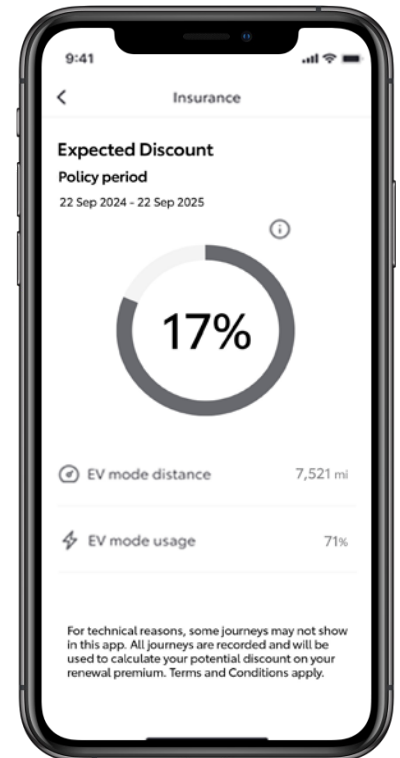 9:41
Insurance
Expected Discount
Policy period
22 Sep 2024 - 22 Sep 2025
17%
EV mode distance 7,521 mi
EV mode usage 71%
For technical reasons, some journeys may not show
in this app. All journeys are recorded and will be
used to calculate your potential discount on your
renewal premium. Terms and Conditions apply.